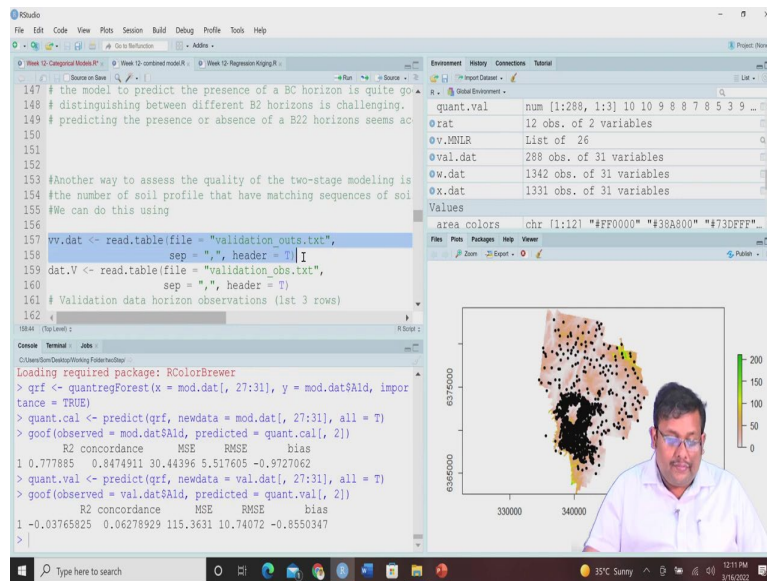 RStudio
File Edit Code View Plots Session Build Debug Profile Tools Help
Go to file/function Addins
Project: (None
Week 12- Categorical Models.R* Week 12- combined model.R Week 12- Regression Kriging.R
Source on Save Run Source
147 # the model to predict the presence of a BC horizon is quite go
148 # distinguishing between different B2 horizons is challenging.
149 # predicting the presence or absence of a B22 horizons seems ac
150
151
152
153 #Another way to assess the quality of the two-stage modeling is
154 #the number of soil profile that have matching sequences of soi
155 #We can do this using
156
157 vv.dat <- read.table(file = "validation_outs.txt",
158 sep = ",", header = T)
159 dat.V <- read.table(file = "validation_obs.txt",
160 sep = ",", header = T)
161 # Validation data horizon observations (1st 3 rows)
162
158:44 (Top Level) R Script
Console Terminal Jobs
C:/Users/Som/Desktop/Working Folder/twoStep/
Loading required package: RColorBrewer
> qrf <- quantregForest(x = mod.dat[, 27:31], y = mod.dat$A1d, impor
tance = TRUE)
> quant.cal <- predict(qrf, newdata = mod.dat[, 27:31], all = T)
> goof(observed = mod.dat$A1d, predicted = quant.cal[, 2])
R2 concordance MSE RMSE bias
1 0.777885 0.8474911 30.44396 5.517605 -0.9727062
> quant.val <- predict(qrf, newdata = val.dat[, 27:31], all = T)
> goof(observed = val.dat$A1d, predicted = quant.val[, 2])
R2 concordance MSE RMSE bias
1 -0.03765825 0.06278929 115.3631 10.74072 -0.8550347
>
Environment History Connections Tutorial
Import Dataset List
R Global Environment
quant.val num [1:288, 1:3] 10 10 9 8 8 7 8 5 3 9 …
rat 12 obs. of 2 variables
v.MNLR List of 26
val.dat 288 obs. of 31 variables
w.dat 1342 obs. of 31 variables
x.dat 1331 obs. of 31 variables
Values
area_colors chr [1:12] "#FF0000" "#38A800" "#73DFFF"…
Files Plots Packages Help Viewer
Zoom Export Publish
6375000
6365000
330000
340000
200
150
100
50
0
Type here to search
35°C Sunny
12:11 PM
3/16/2022